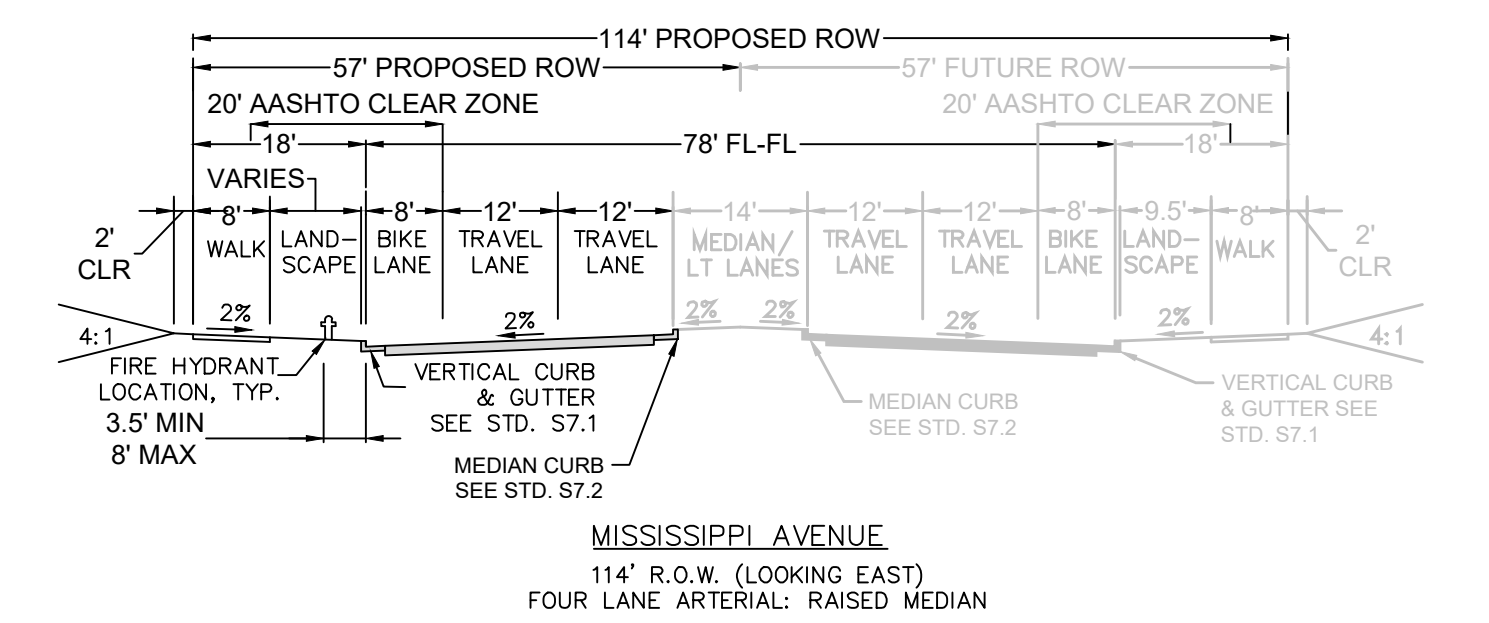 114' PROPOSED ROW
57' PROPOSED ROW
57' FUTURE ROW
20' AASHTO CLEAR ZONE
20' AASHTO CLEAR ZONE
18'
78' FL-FL
18'
VARIES
2'
CLR
8'
WALK
LAND-
SCAPE
8'
BIKE
LANE
12'
TRAVEL
LANE
12'
TRAVEL
LANE
14'
MEDIAN/
LT LANES
12'
TRAVEL
LANE
12'
TRAVEL
LANE
8'
BIKE
LANE
9.5'
LAND-
SCAPE
8'
WALK
2'
CLR
4:1
2%
2%
2%
2%
2%
2%
4:1
FIRE HYDRANT
LOCATION, TYP.
3.5' MIN
8' MAX
VERTICAL CURB
& GUTTER
SEE STD. S7.1
MEDIAN CURB
SEE STD. S7.2
MEDIAN CURB
SEE STD. S7.2
VERTICAL CURB
& GUTTER SEE
STD. S7.1
MISSISSIPPI AVENUE
114' R.O.W. (LOOKING EAST)
FOUR LANE ARTERIAL: RAISED MEDIAN